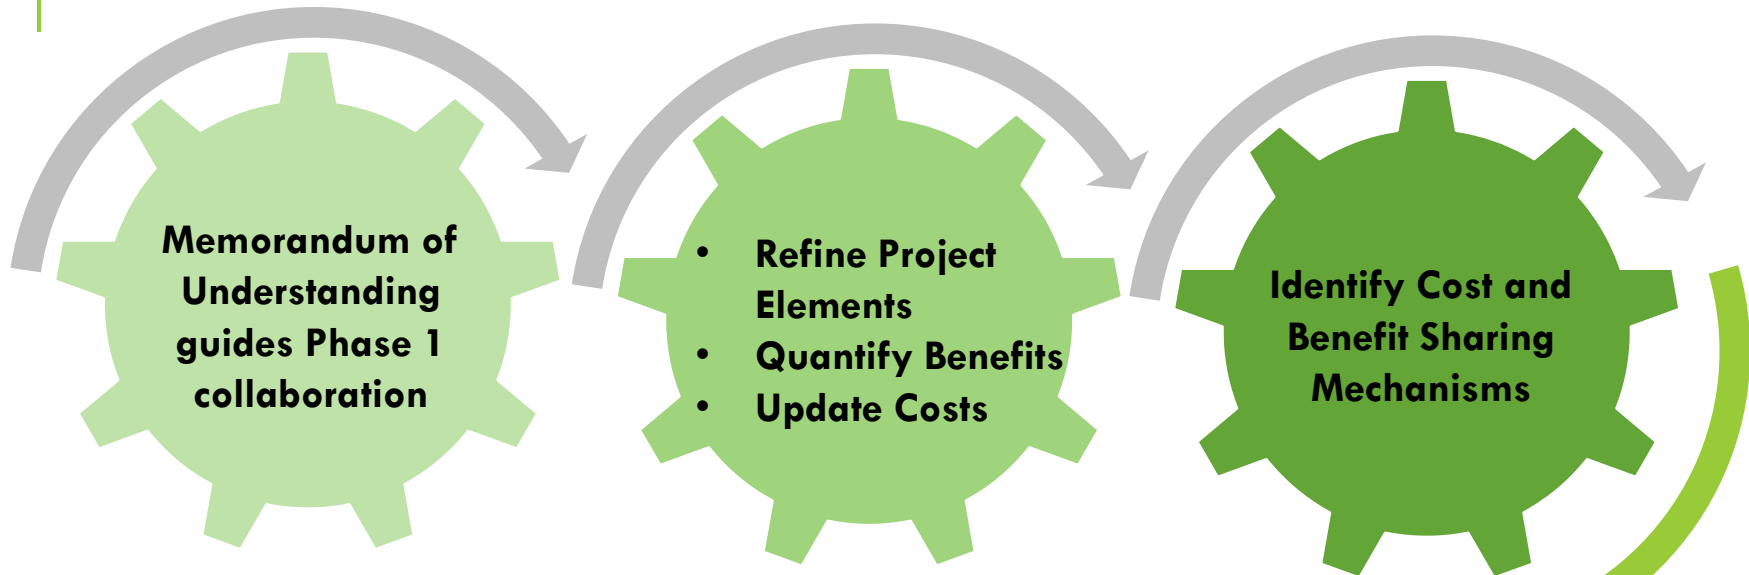 Memorandum of
Understanding
guides Phase 1
collaboration
• Refine Project
Elements
• Quantify Benefits
• Update Costs
Identify Cost and
Benefit Sharing
Mechanisms